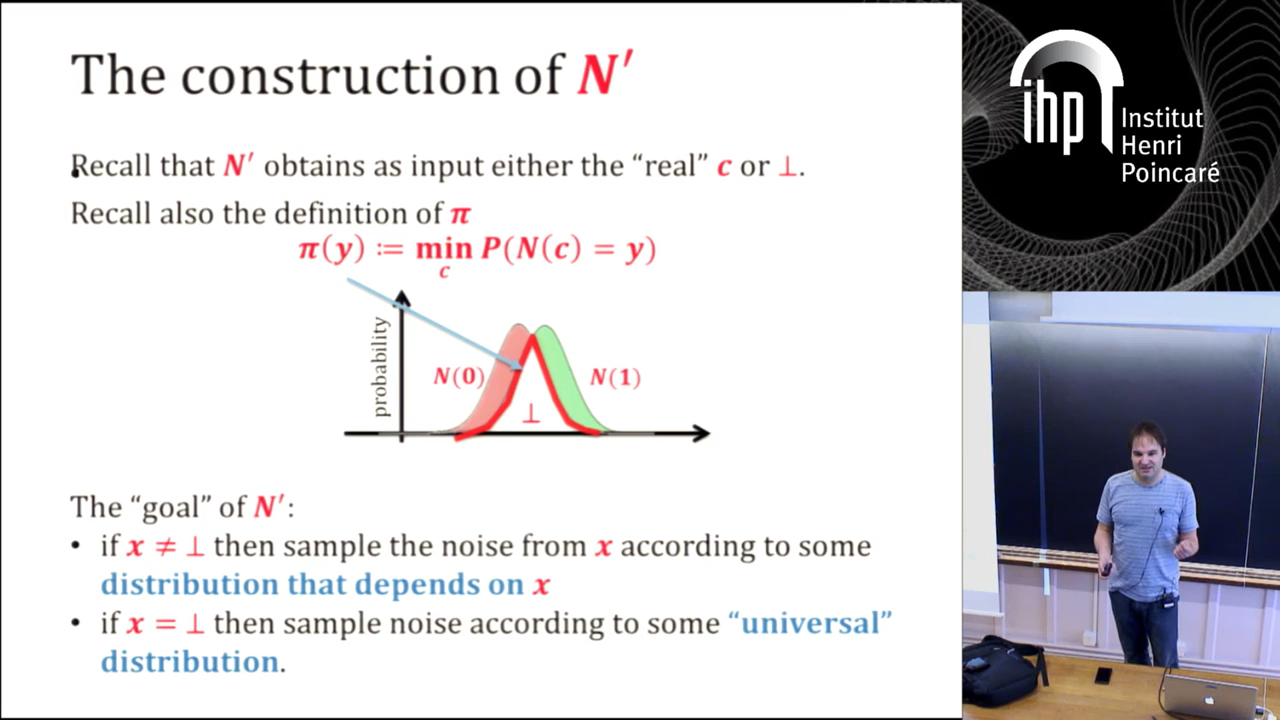 The construction of N′
Recall that N′ obtains as input either the “real” c or ⊥.
Recall also the definition of π
π(y) := min P(N(c) = y)
c
probability
N(0)
N(1)
⊥
The “goal” of N′:
• if x ≠ ⊥ then sample the noise from x according to some
distribution that depends on x
• if x = ⊥ then sample noise according to some “universal”
distribution.
ihp
Institut
Henri
Poincaré